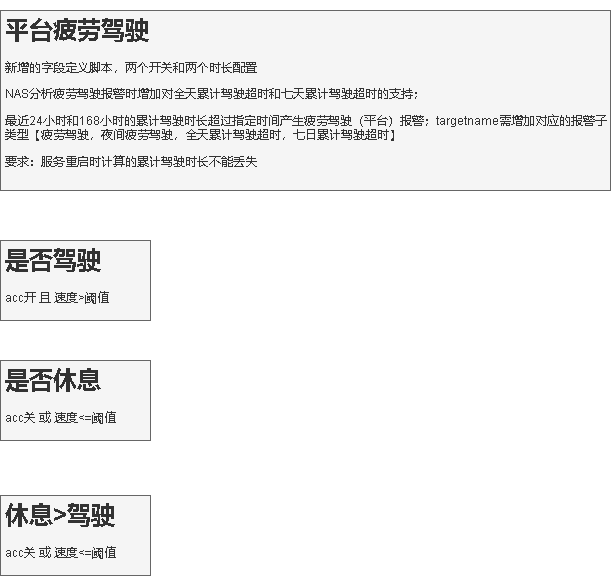 平台疲劳驾驶
新增的字段定义脚本，两个开关和两个时长配置
NAS分析疲劳驾驶报警时增加对全天累计驾驶超时和七天累计驾驶超时的支持；
最近24小时和168小时的累计驾驶时长超过指定时间产生疲劳驾驶（平台）报警；targetname需增加对应的报警子
类型【疲劳驾驶，夜间疲劳驾驶，全天累计驾驶超时，七日累计驾驶超时】
要求：服务重启时计算的累计驾驶时长不能丢失
是否驾驶
acc开 且 速度>阈值
是否休息
acc关 或 速度<=阈值
休息>驾驶
acc关 或 速度<=阈值